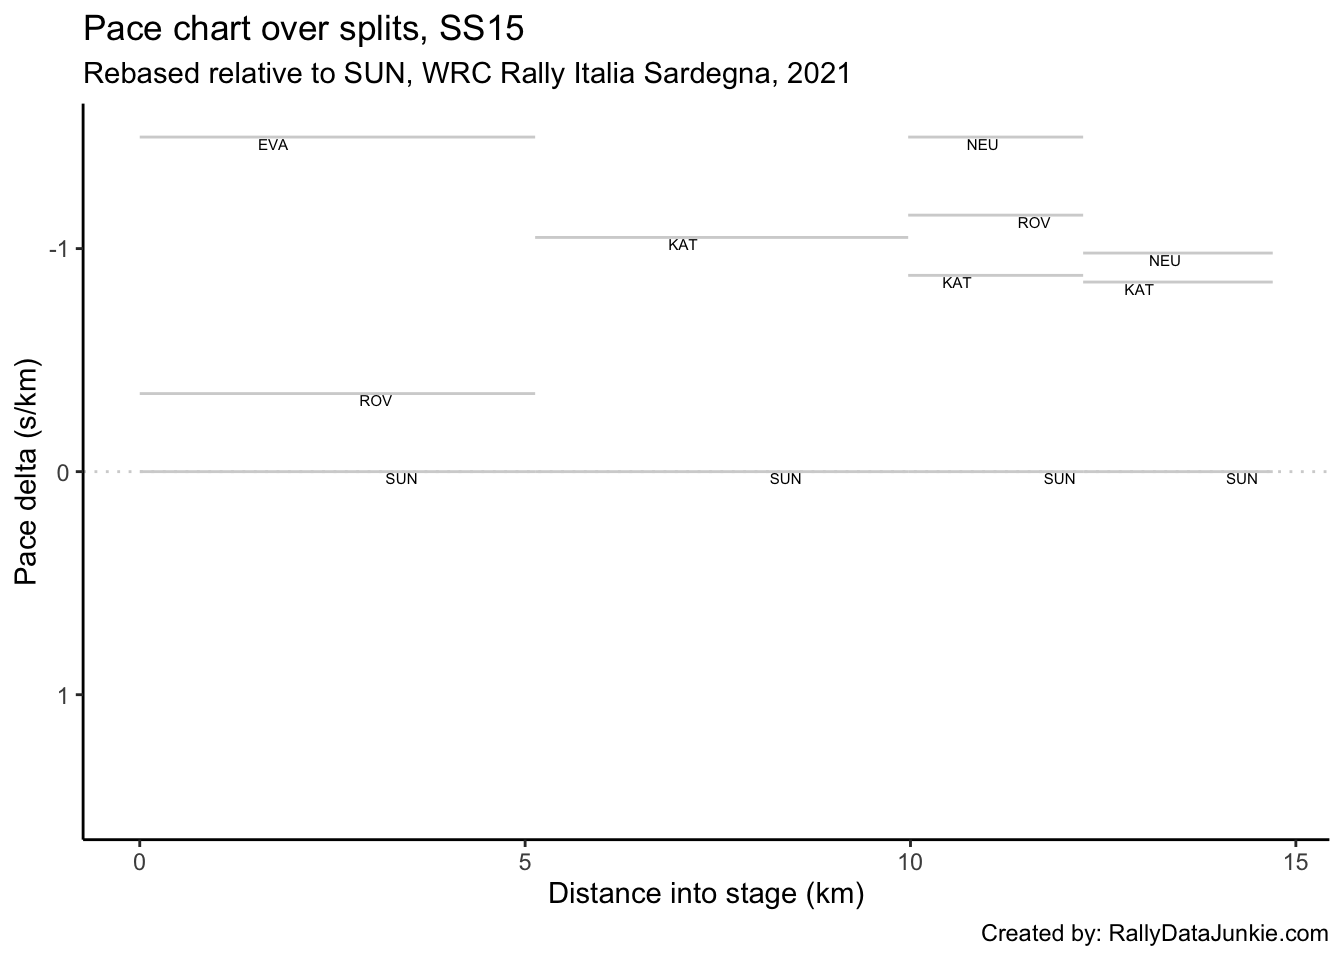 Pace chart over splits, SS15
Rebased relative to SUN, WRC Rally Italia Sardegna, 2021
EVA
NEU
ROV
KAT
-1
NEU
KAT
KAT
ROV
0
SUN
SUN
SUN
SUN
1
Pace delta (s/km)
0
5
10
15
Distance into stage (km)
Created by: RallyDataJunkie.com